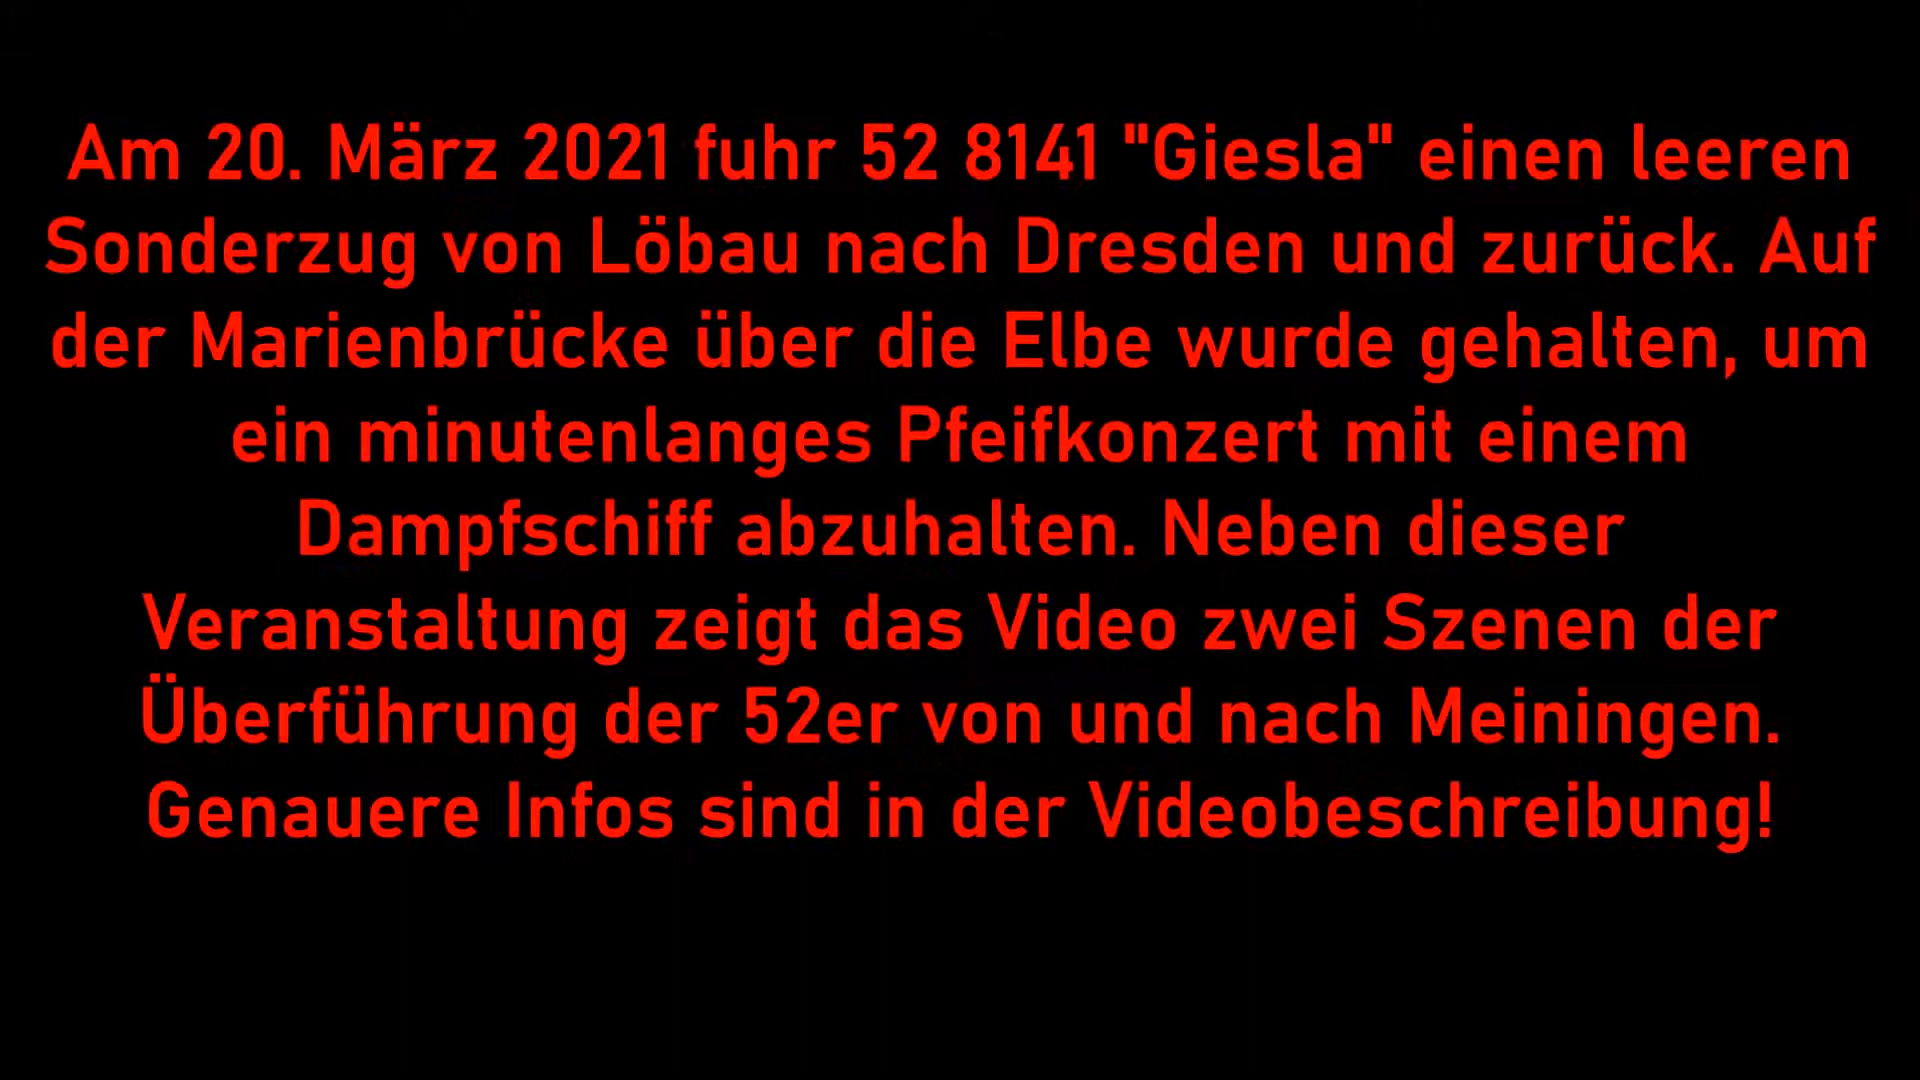 Am 20. März 2021 fuhr 52 8141 "Giesla" einen leeren
Sonderzug von Löbau nach Dresden und zurück. Auf
der Marienbrücke über die Elbe wurde gehalten, um
ein minutenlanges Pfeifkonzert mit einem
Dampfschiff abzuhalten. Neben dieser
Veranstaltung zeigt das Video zwei Szenen der
Überführung der 52er von und nach Meiningen.
Genauere Infos sind in der Videobeschreibung!